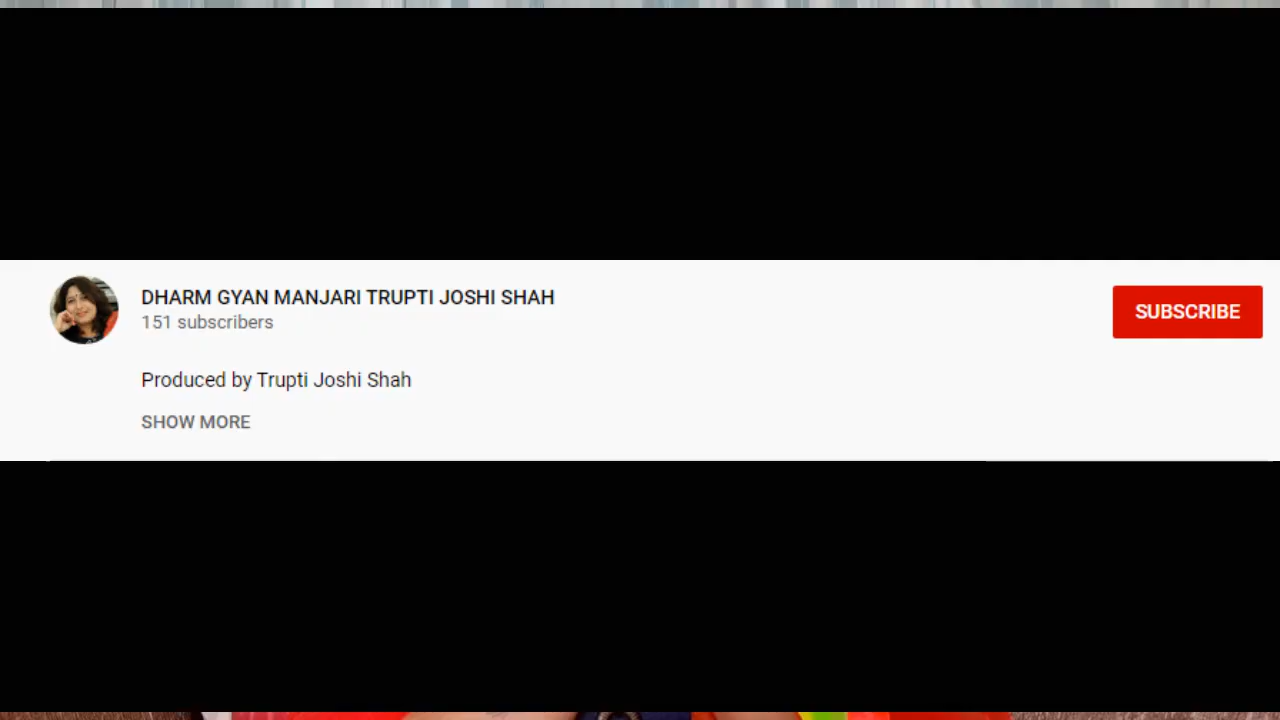 DHARM GYAN MANJARI TRUPTI JOSHI SHAH
151 subscribers
SUBSCRIBE
Produced by Trupti Joshi Shah
SHOW MORE